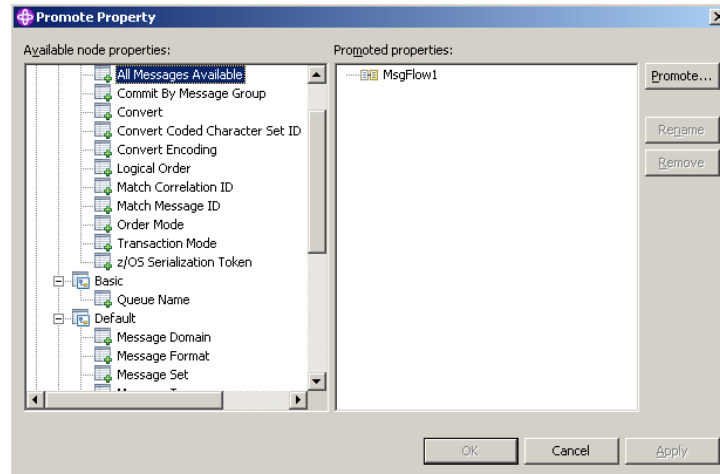 Promote Property
Available node properties:
Promoted properties:
All Messages Available
Commit By Message Group
Convert
Convert Coded Character Set ID
Convert Encoding
Logical Order
Match Correlation ID
Match Message ID
Order Mode
Transaction Mode
z/OS Serialization Token
Basic
Queue Name
Default
Message Domain
Message Format
Message Set
MsgFlow1
Promote...
Rename
Remove
OK
Cancel
Apply